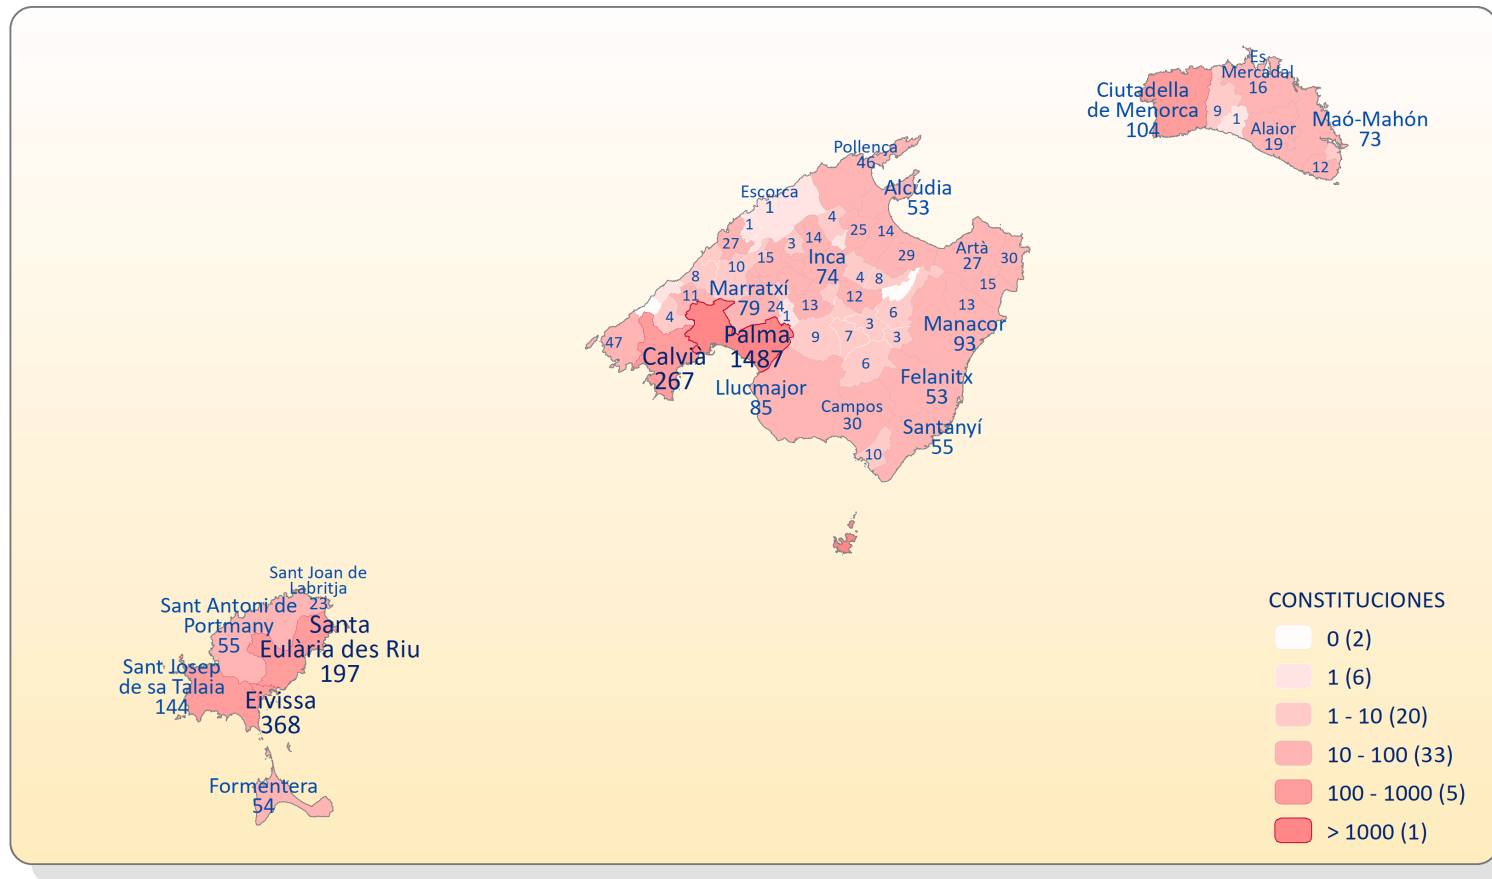 Es
Mercadal
16
Ciutadella
de Menorca
104
9
1
Alaior
19
Maó-Mahón
73
12
Pollença
46
Alcúdia
53
Escorca
1
1
4
25
14
27
3
14
15
Inca
74
29
Artà
27
30
10
8
4
8
15
11
Marratxí
79
24
13
12
13
4
1
6
3
Manacor
93
47
Palma
1487
9
7
3
Calvià
267
6
Llucmajor
85
Felanitx
53
Campos
30
Santanyí
55
10
Sant Joan de
Labritja
23
Sant Antoni de
Portmany
55
Santa
Eulària des Riu
197
Sant Josep
de sa Talaia
144
Eivissa
368
Formentera
54
CONSTITUCIONES
0 (2)
1 (6)
1 - 10 (20)
10 - 100 (33)
100 - 1000 (5)
> 1000 (1)